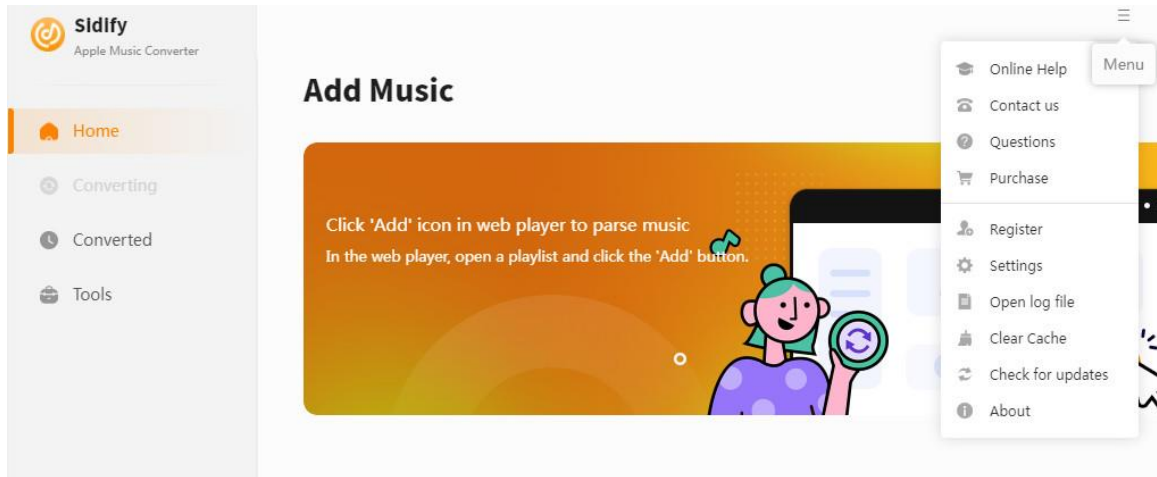 Sidify
Apple Music Converter
Home
Converting
Converted
Tools
Add Music
Click 'Add' icon in web player to parse music
In the web player, open a playlist and click the 'Add' button.
Menu
Online Help
Contact us
Questions
Purchase
Register
Settings
Open log file
Clear Cache
Check for updates
About